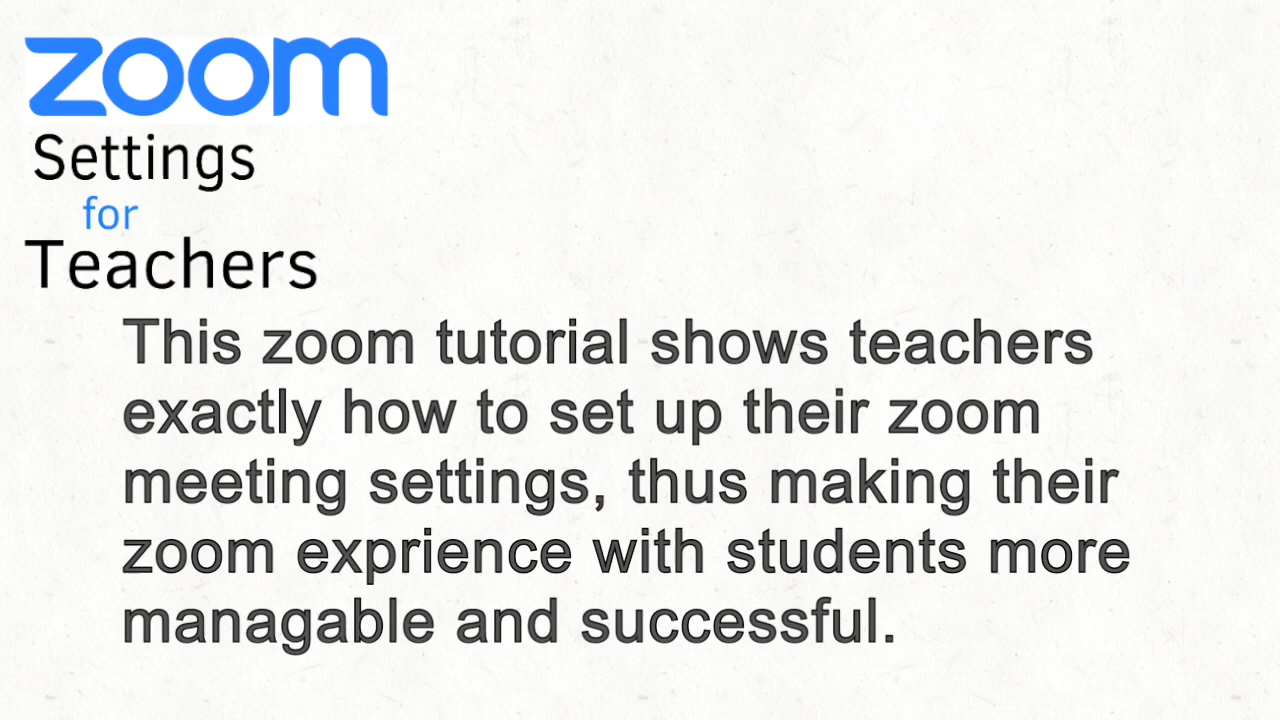 zoom
Settings
for
Teachers
This zoom tutorial shows teachers
exactly how to set up their zoom
meeting settings, thus making their
zoom exprience with students more
managable and successful.